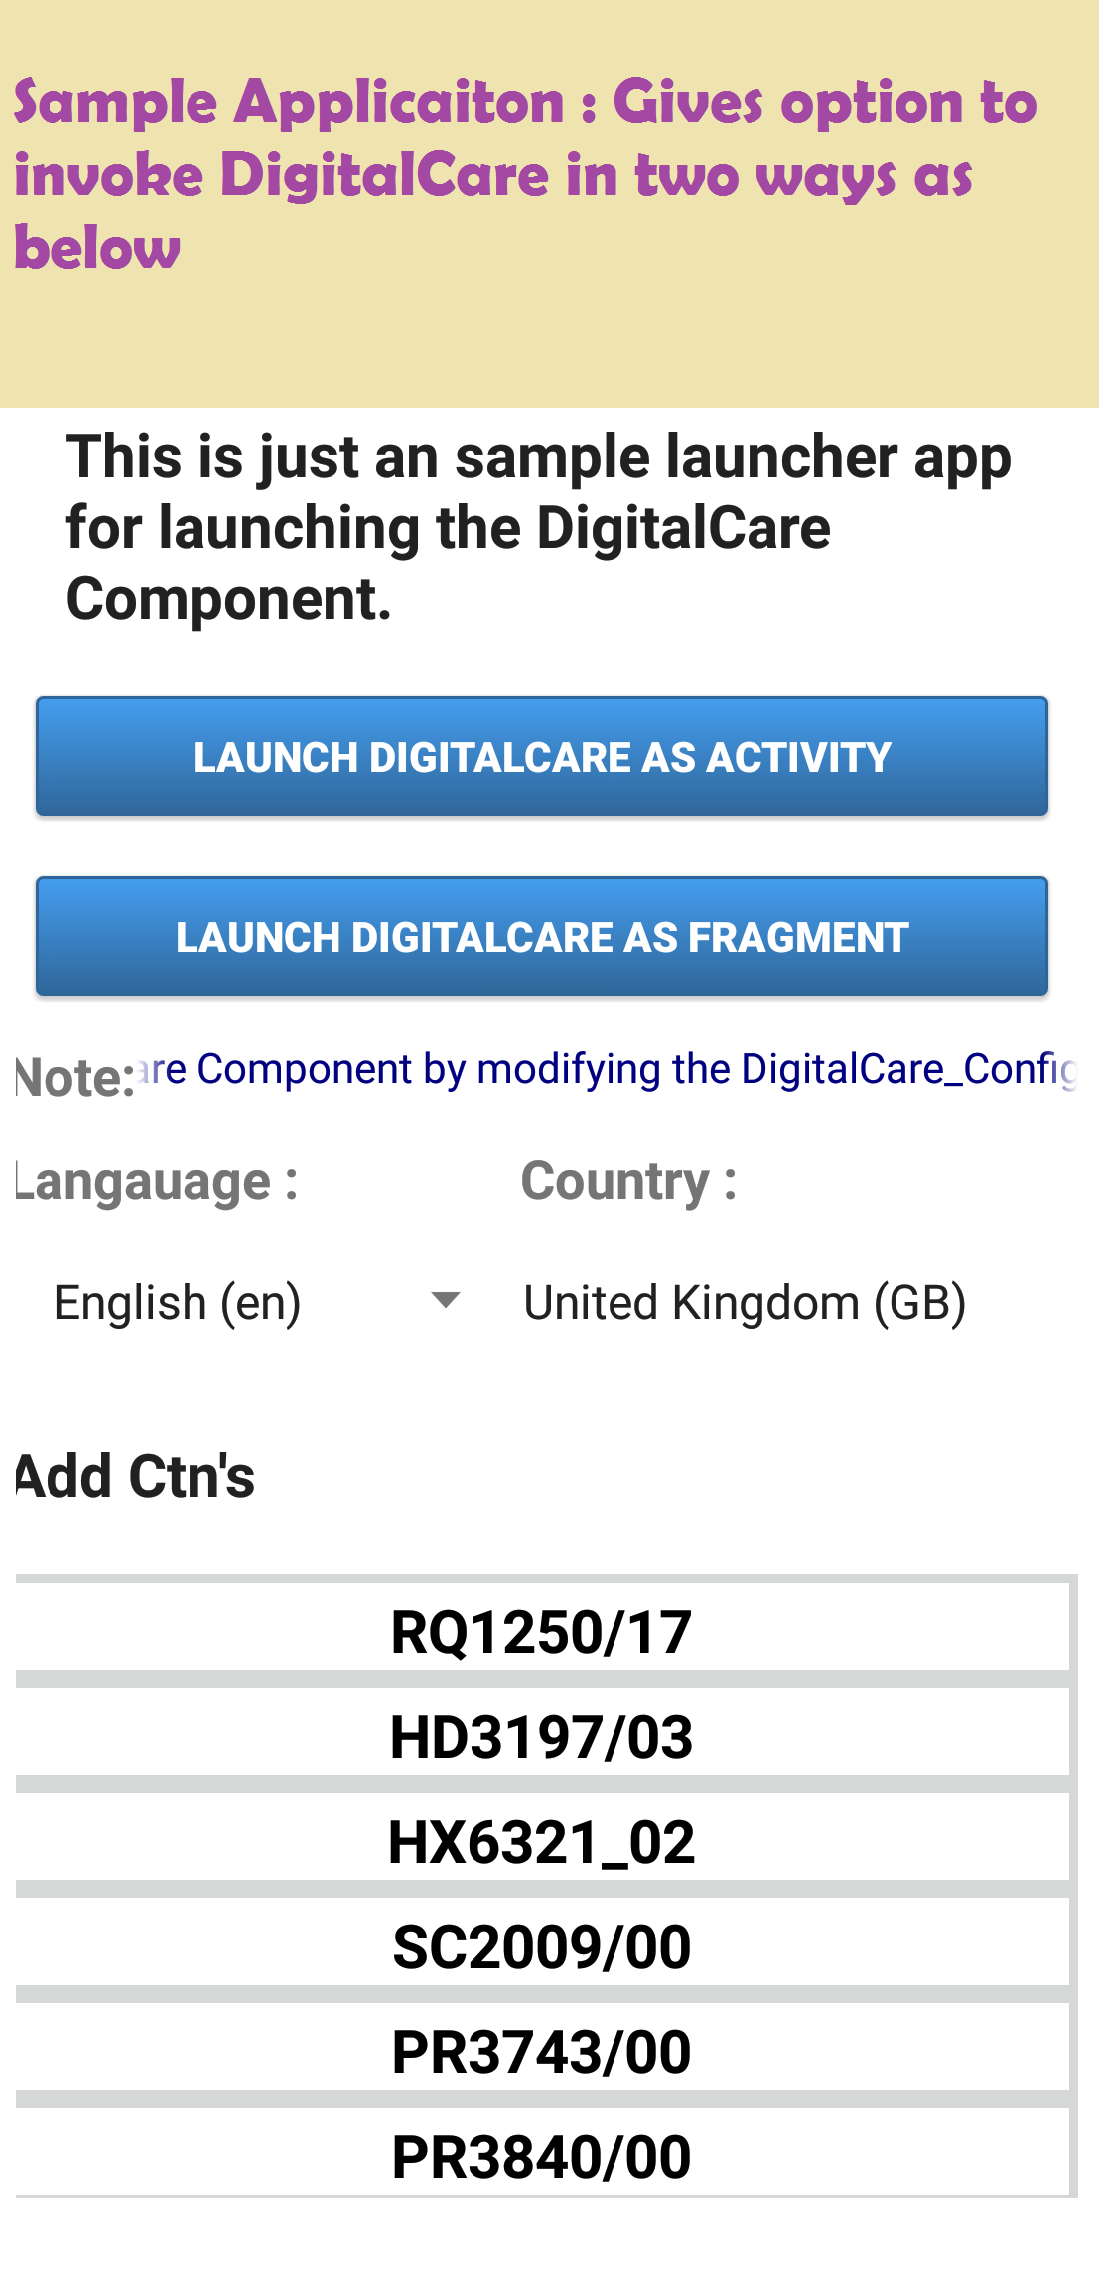 Sample Applicaiton : Gives option to
invoke DigitalCare in two ways as
below
This is just an sample launcher app
for launching the DigitalCare
Component.
LAUNCH DIGITALCARE AS ACTIVITY
LAUNCH DIGITALCARE AS FRAGMENT
Note: are Component by modifying the DigitalCare_Config
Langauage : Country :
English (en) United Kingdom (GB)
Add Ctn's
RQ1250/17
HD3197/03
HX6321_02
SC2009/00
PR3743/00
PR3840/00